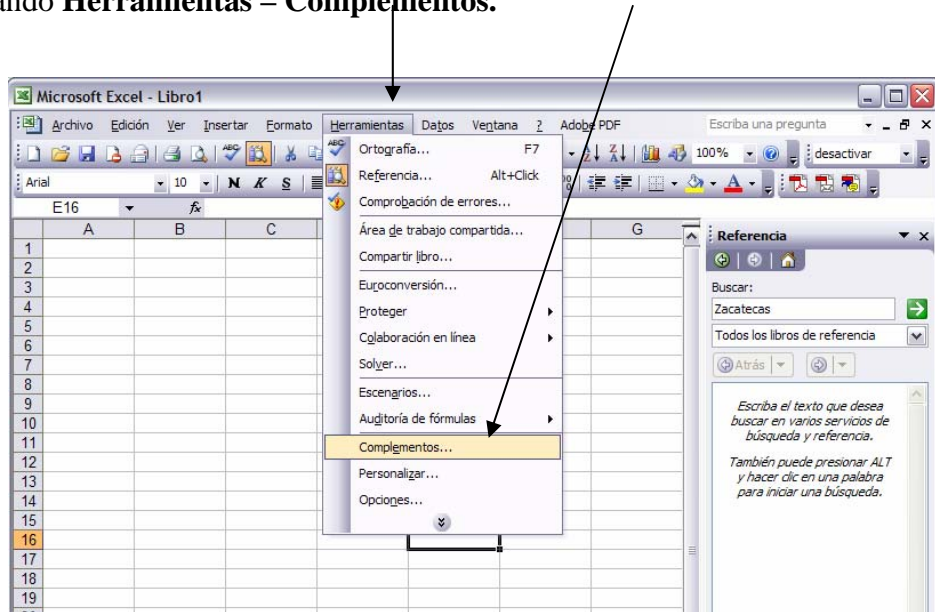 ando Herramientas – Complementos.
Microsoft Excel - Libro1
Archivo Edición Ver Insertar Formato Herramientas Datos Ventana ? Adobe PDF Escriba una pregunta
100% desactivar
Arial 10 N K S
E16 fx
A B C G
1
2
3
4
5
6
7
8
9
10
11
12
13
14
15
16
17
18
19
Ortografía... F7
Referencia... Alt+Click
Comprobación de errores...
Área de trabajo compartida...
Compartir libro...
Euroconversión...
Proteger
Colaboración en línea
Solver...
Escenarios...
Auditoría de fórmulas
Complementos...
Personalizar...
Opciones...
Referencia
Buscar:
Zacatecas
Todos los libros de referencia
Atrás
Escriba el texto que desea
buscar en varios servicios de
búsqueda y referencia.
También puede presionar ALT
y hacer clic en una palabra
para iniciar una búsqueda.